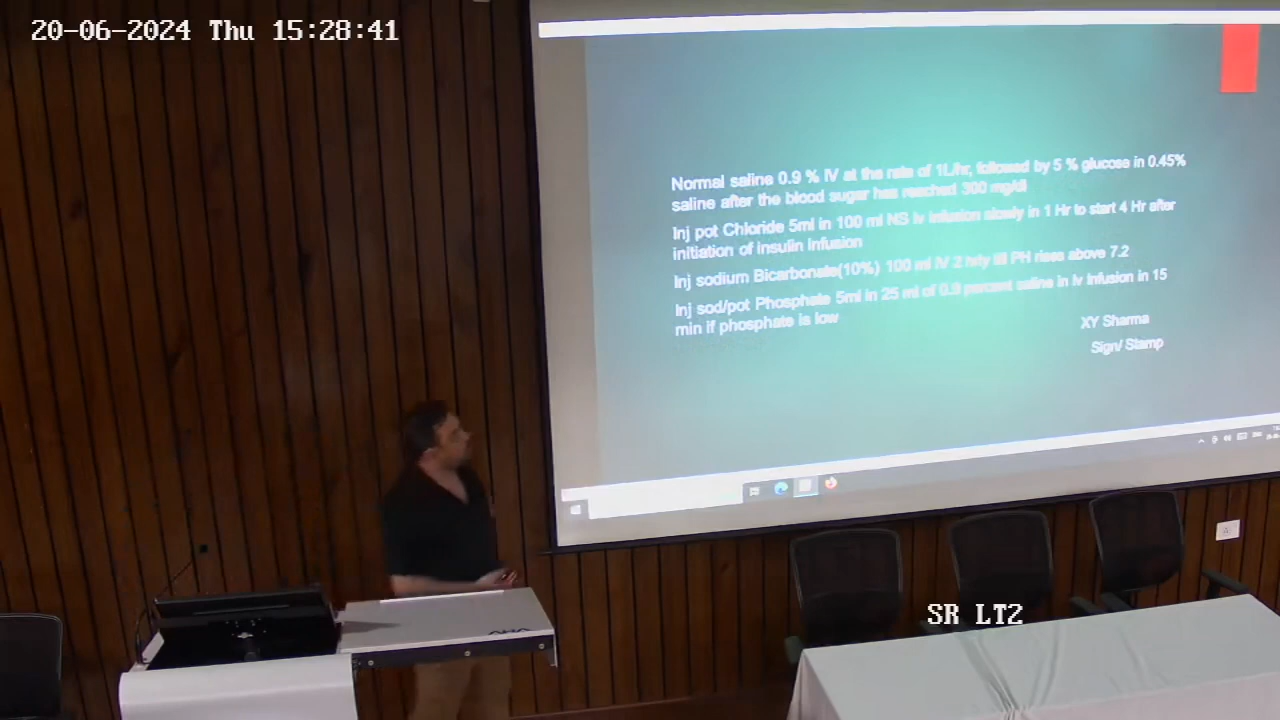 20-06-2024 Thu 15:28:41
Normal saline 0.9 % IV at the rate of 1L/hr, followed by 5 % glucose in 0.45%
saline after the blood sugar has reached 300 mg/dl
Inj pot Chloride 5ml in 100 ml NS Iv infusion slowly in 1 Hr to start 4 Hr after
initiation of insulin infusion
Inj sodium Bicarbonate(10%) 100 ml IV 2 hrly till PH rises above 7.2
Inj sod/pot Phosphate 5ml in 25 ml of 0.9 percent saline in Iv infusion in 15
min if phosphate is low
XY Sharma
Sign/ Stamp
SR LT2